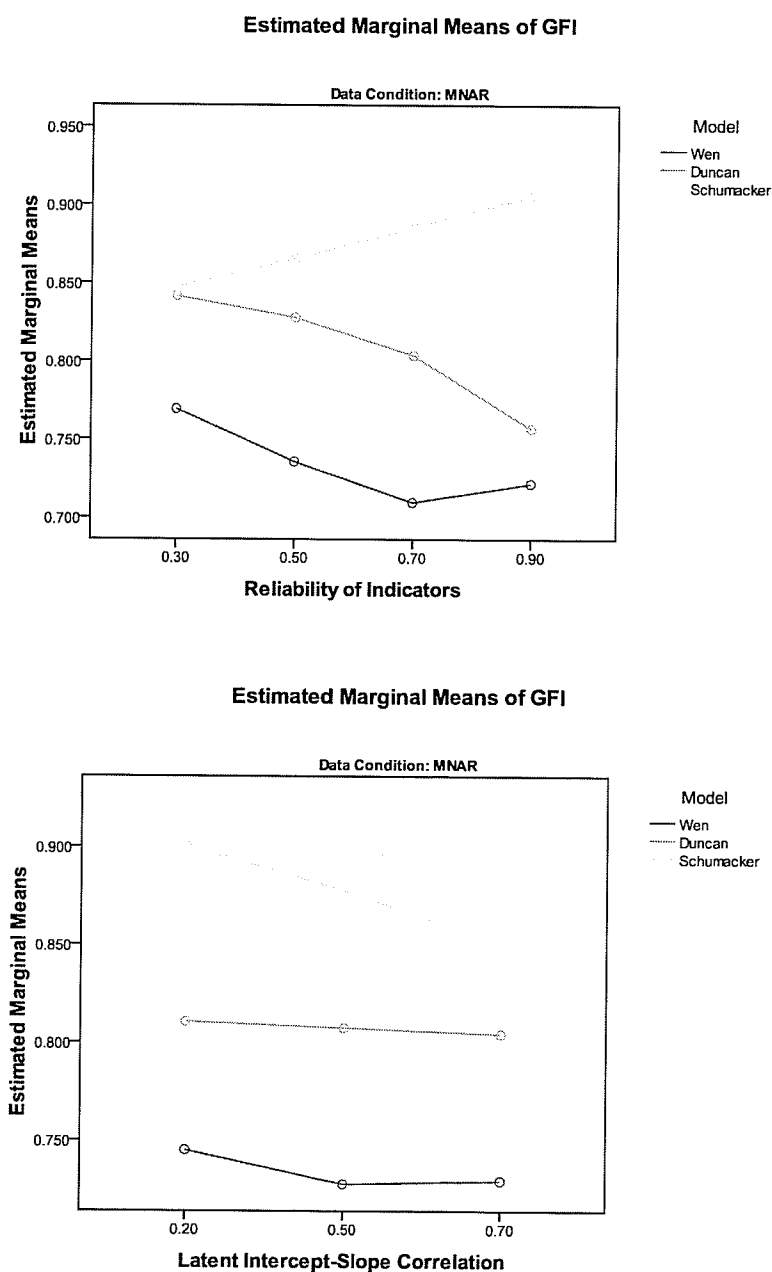 Estimated Marginal Means of GFI
Data Condition: MNAR
Model
Wen
Duncan
Schumacker
Estimated Marginal Means
0.950
0.900
0.850
0.800
0.750
0.700
0.30 0.50 0.70 0.90
Reliability of Indicators
Estimated Marginal Means of GFI
Data Condition: MNAR
Model
Wen
Duncan
Schumacker
Estimated Marginal Means
0.900
0.850
0.800
0.750
0.20 0.50 0.70
Latent Intercept-Slope Correlation